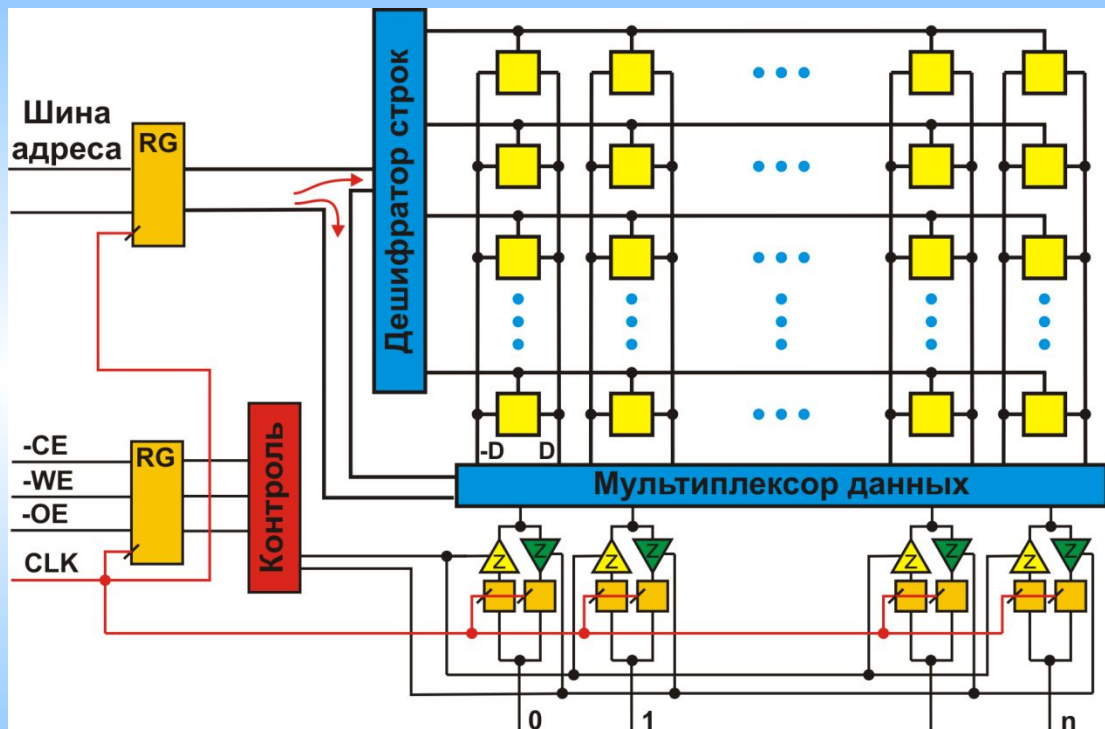 Шина
адреса
RG
Дешифратор строк
-CE
-WE
-OE
CLK
RG
Контроль
-D
D
Мультиплексор данных
Z
Z
Z
Z
Z
Z
Z
Z
0
1
n